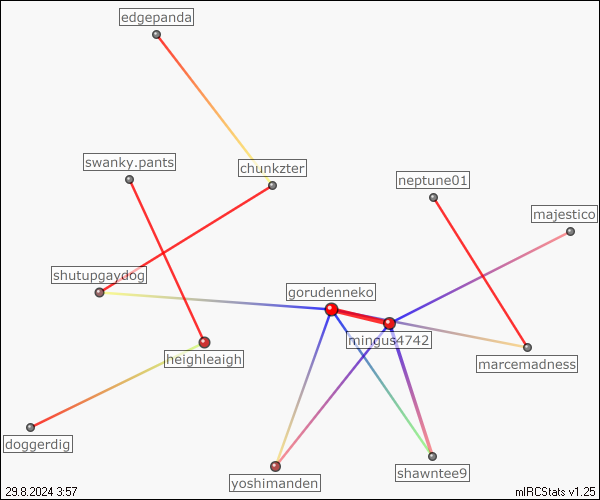 edgepanda
swanky.pants
chunkzter
neptune01
majestico
shutupgaydog
gorudenneko
mingus4742
heighleaigh
marcemadness
doggerdig
yoshimanden
shawntee9
29.8.2024 3:57
mIRCStats v1.25